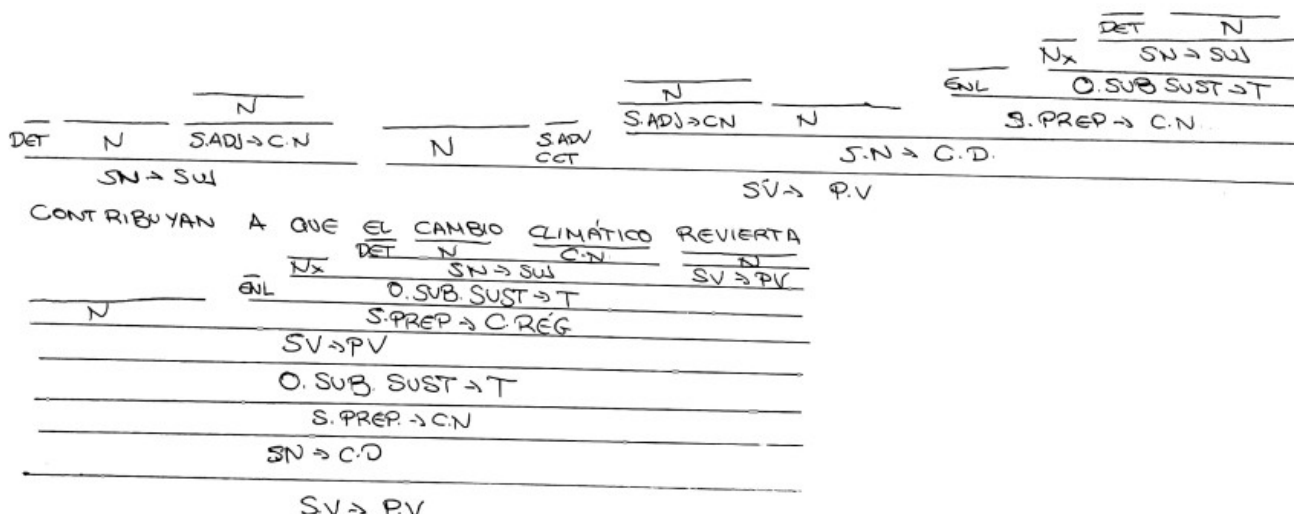 DET N
Nx SN→SUJ
N N ENL O.SUB SUST→T
DET N S.ADJ→C.N N S.ADV S.ADJ→CN N S.PREP→C.N.
CCT S.N→C.D.
SN→SUJ SV→P.V
CONTRIBUYAN A QUE EL CAMBIO CLIMÁTICO REVIERTA
DET N C.N. N
Nx SN→SUJ SV→PV
ENL O.SUB.SUST→T
N S.PREP→C.RÉG
SV→PV
O.SUB.SUST→T
S.PREP.→C.N
SN→C.D
SV→P.V